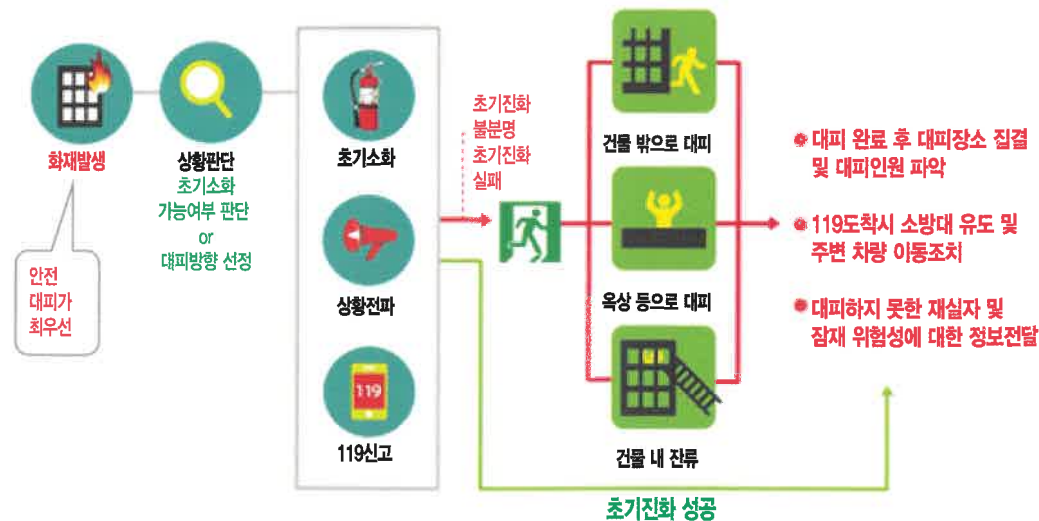 화재발생
안전
대피가
최우선
상황판단
초기소화
가능여부 판단
or
대피방향 선정
초기소화
상황전파
119
119신고
초기진화
불분명
초기진화
실패
건물 밖으로 대피
옥상 등으로 대피
건물 내 잔류
대피 완료 후 대피장소 집결
및 대피인원 파악
119도착시 소방대 유도 및
주변 차량 이동조치
대피하지 못한 재실자 및
잠재 위험성에 대한 정보전달
초기진화 성공